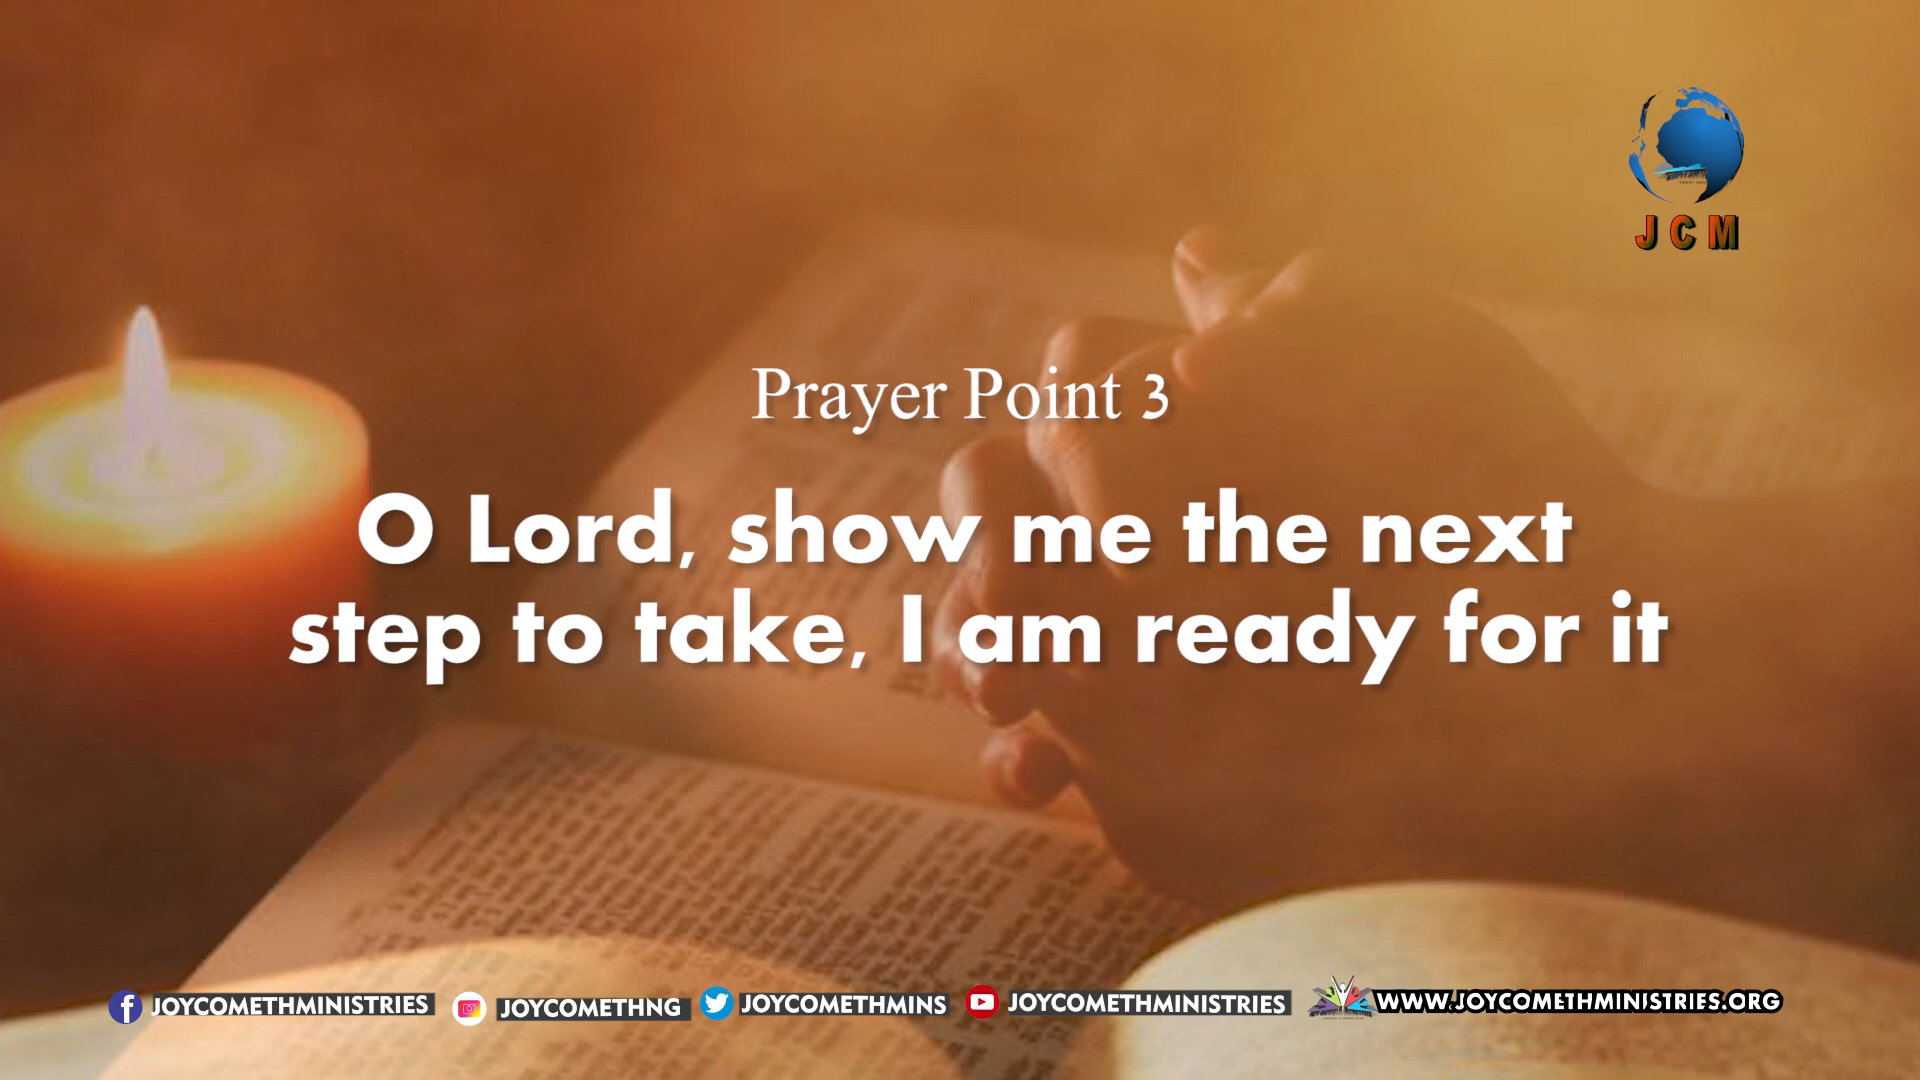 JCM
Prayer Point 3
O Lord, show me the next
step to take, I am ready for it
JOYCOMETHMINISTRIES
JOYCOMETHNG
JOYCOMETHMINS
JOYCOMETHMINISTRIES
WWW.JOYCOMETHMINISTRIES.ORG